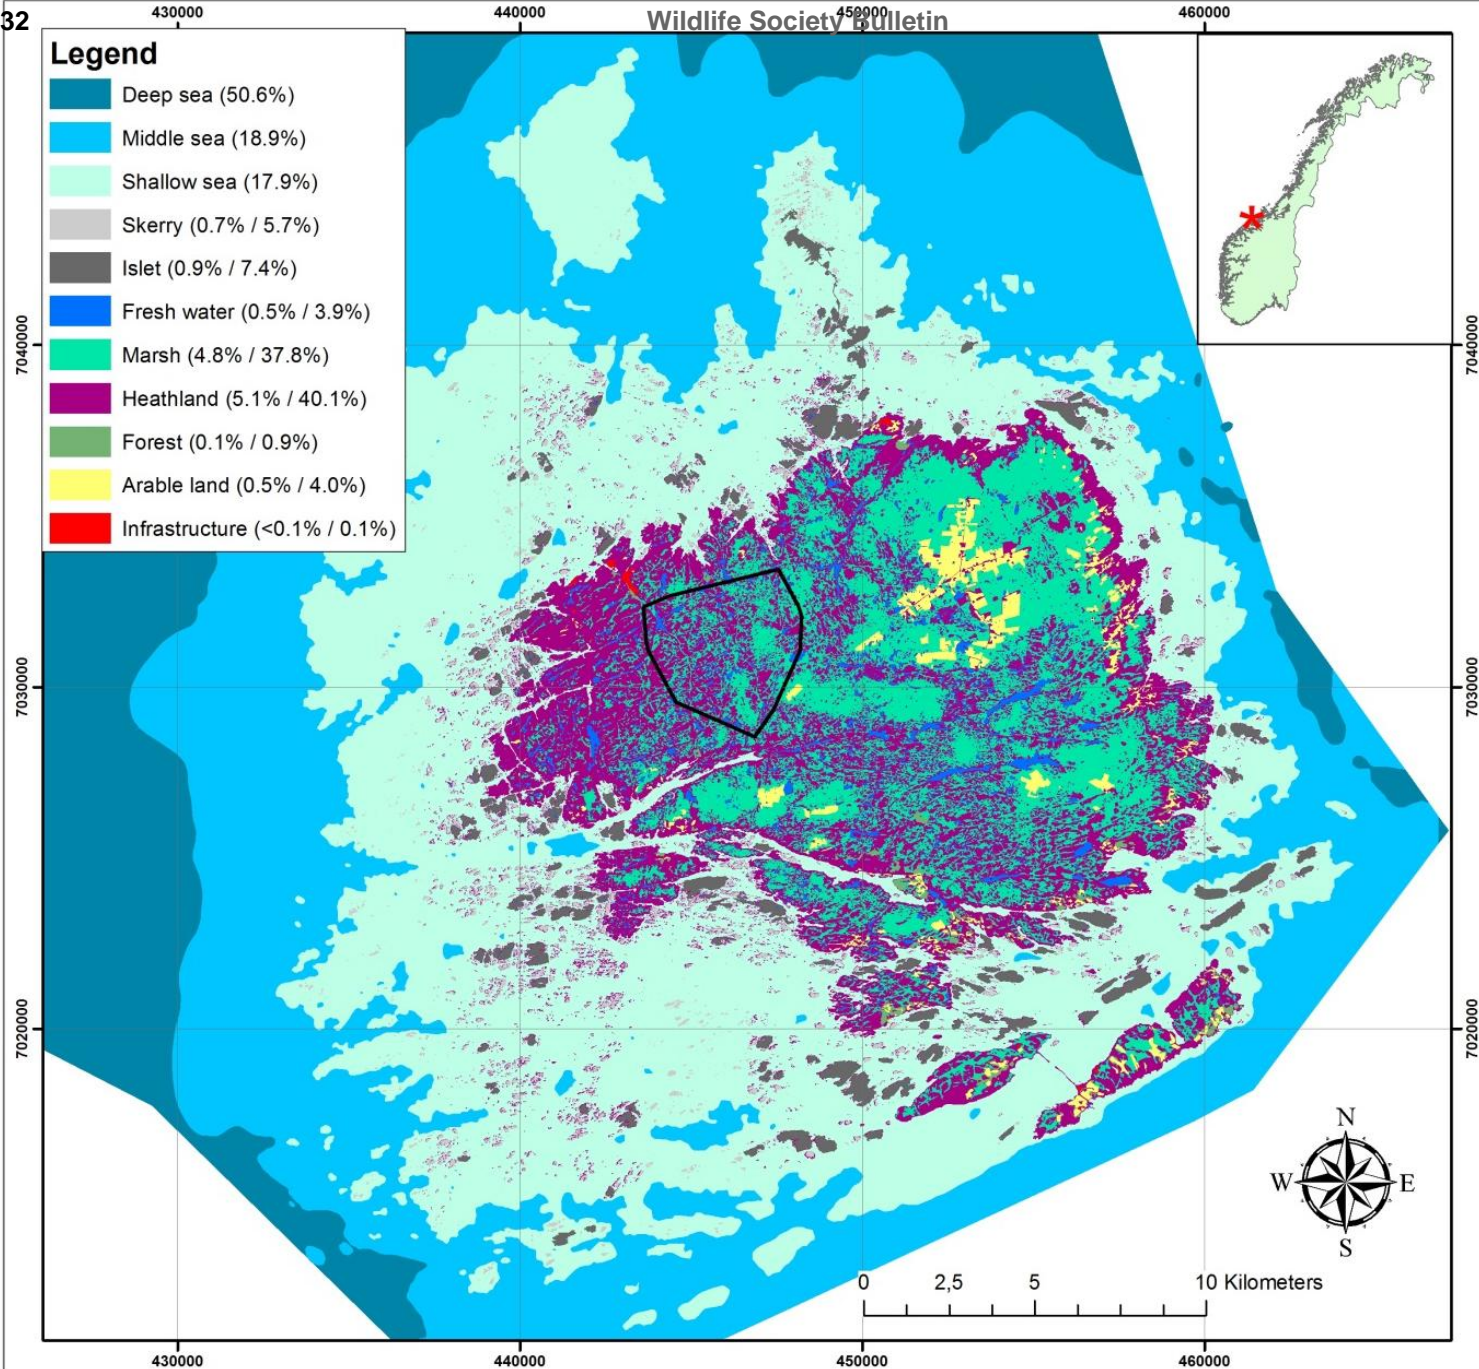 430000 440000 450000 460000
32 Wildlife Society Bulletin
Legend
Deep sea (50.6%)
Middle sea (18.9%)
Shallow sea (17.9%)
Skerry (0.7% / 5.7%)
Islet (0.9% / 7.4%)
Fresh water (0.5% / 3.9%)
Marsh (4.8% / 37.8%)
Heathland (5.1% / 40.1%)
Forest (0.1% / 0.9%)
Arable land (0.5% / 4.0%)
Infrastructure (<0.1% / 0.1%)
7040000 7040000
7030000 7030000
7020000 7020000
N
W E
S
0 2,5 5 10 Kilometers
430000 440000 450000 460000